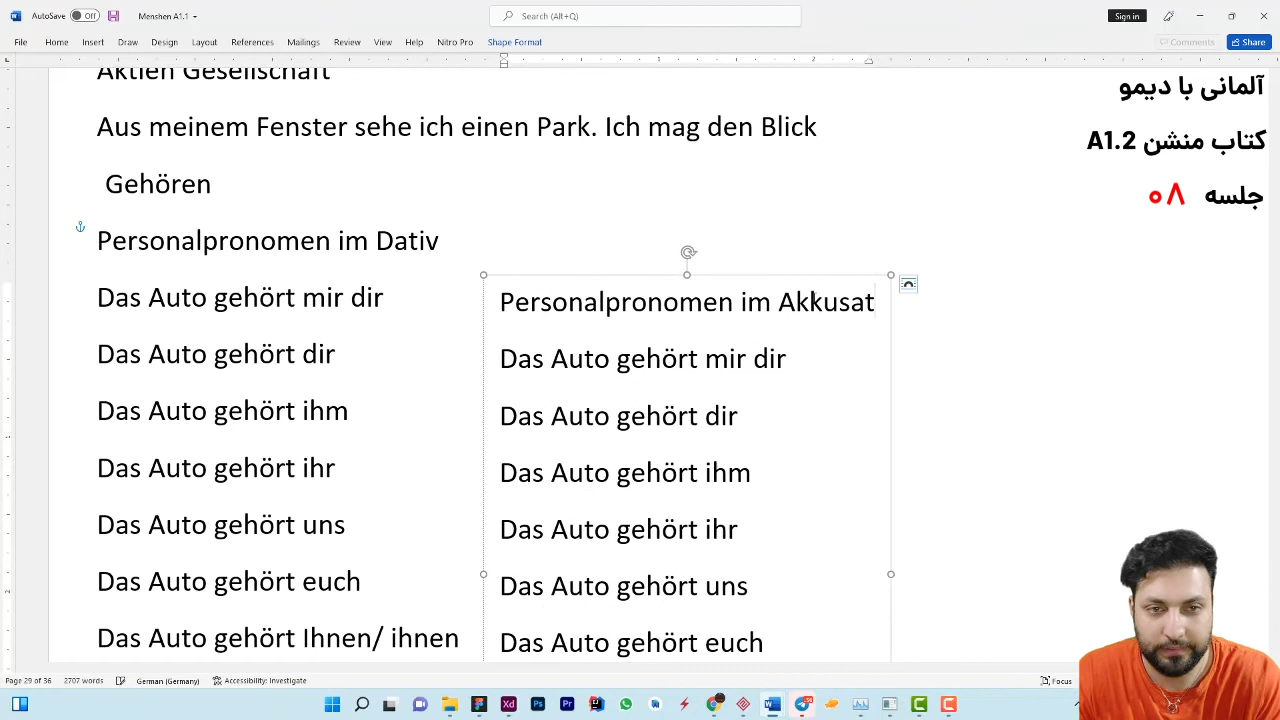 AutoSave Off Menshen A1.1 Search (Alt+Q) Sign in
File Home Insert Draw Design Layout References Mailings Review View Help Nitro Pro Shape Format Comments Share
Aktien Gesellschaft
Aus meinem Fenster sehe ich einen Park. Ich mag den Blick
Gehören
Personalpronomen im Dativ
Das Auto gehört mir dir
Das Auto gehört dir
Das Auto gehört ihm
Das Auto gehört ihr
Das Auto gehört uns
Das Auto gehört euch
Das Auto gehört Ihnen/ ihnen
Personalpronomen im Akkusat
Das Auto gehört mir dir
Das Auto gehört dir
Das Auto gehört ihm
Das Auto gehört ihr
Das Auto gehört uns
Das Auto gehört euch
آلمانی با دیمو
کتاب منشن A1.2
جلسه ۰۸
Page 29 of 36 2707 words German (Germany) Accessibility: Investigate Focus